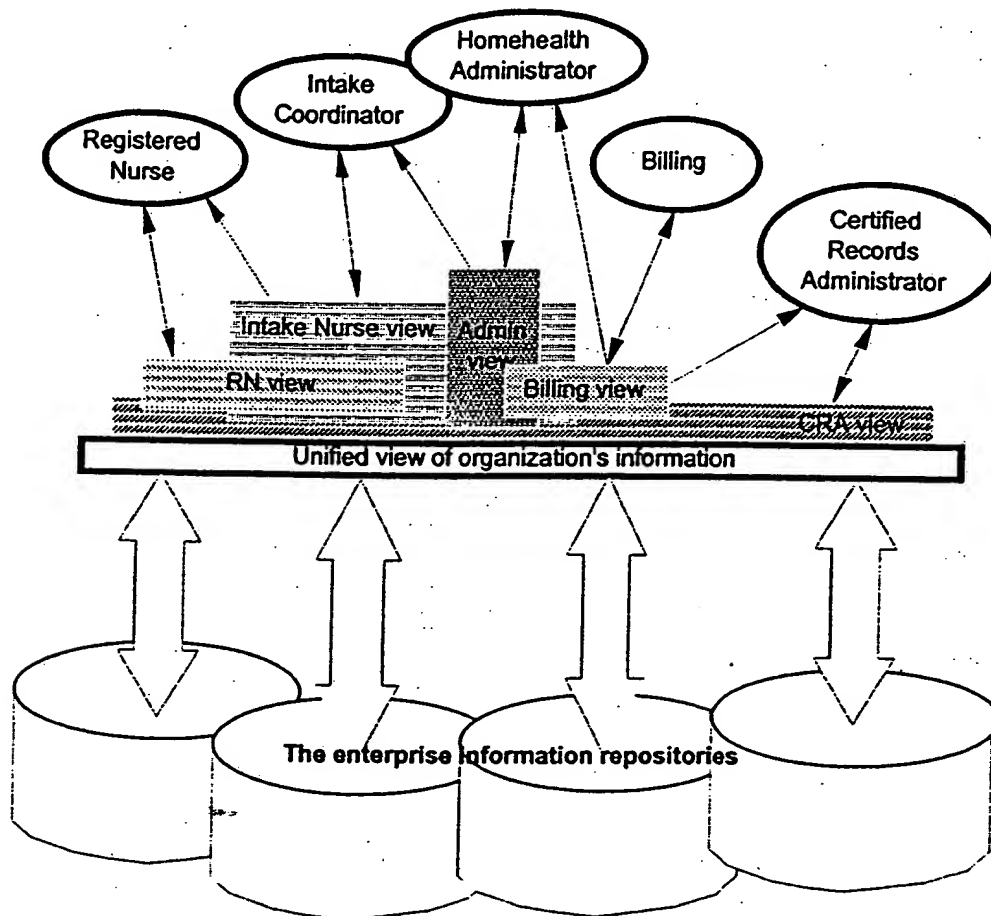 Homehealth
Administrator
Intake
Coordinator
Registered
Nurse
Billing
Certified
Records
Administrator
Intake Nurse view
Admin
view
RN view
Billing view
CRA view
Unified view of organization's information
The enterprise information repositories